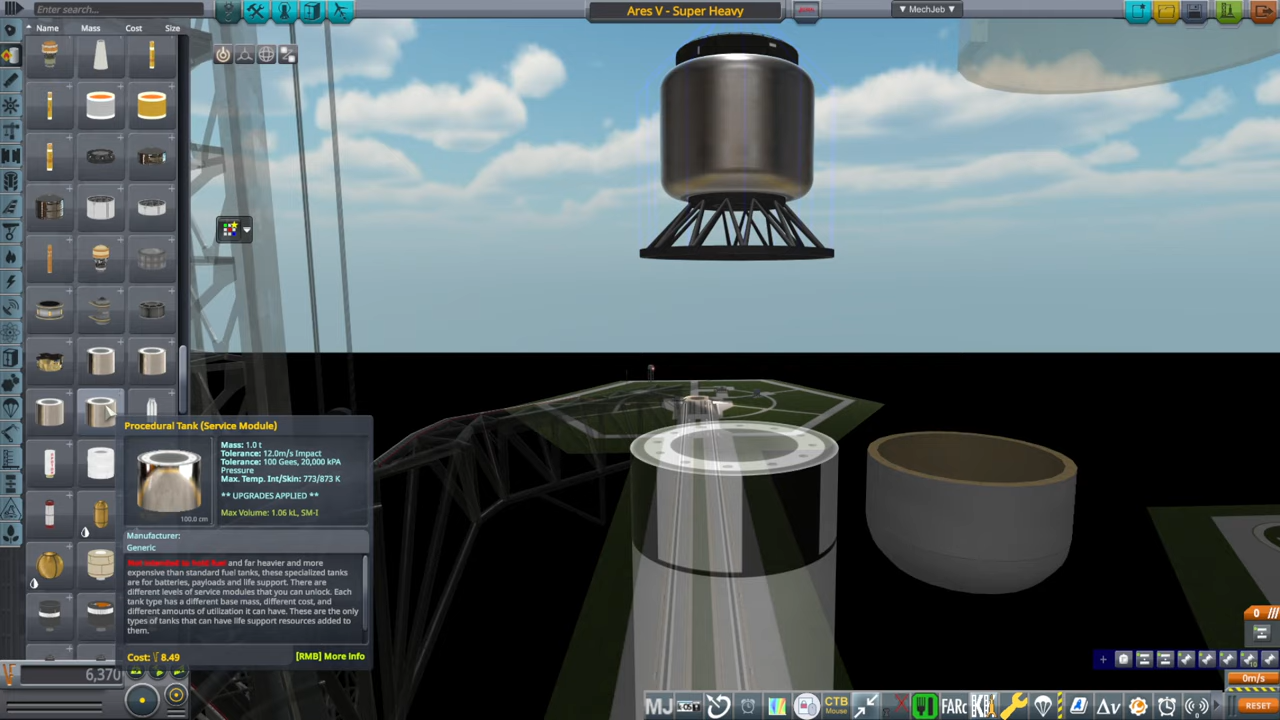 Enter search...
Ares V - Super Heavy
▼ MechJeb ▼
Name Mass Cost Size
Procedural Tank (Service Module)
Mass: 1.0 t
Tolerance: 12.0m/s Impact
Tolerance: 100 Gees, 20,000 kPA
Pressure
Max. Temp. Int/Skin: 773/873 K
** UPGRADES APPLIED **
Max Volume: 1.06 kL, SM-I
100.0 cm
Manufacturer:
Generic
and far heavier and more
expensive than standard fuel tanks, these specialized tanks
are for batteries, payloads and life support. There are
different levels of service modules that you can unlock. Each
tank type has a different base mass, different cost, and
different amounts of utilization it can have. These are the only
types of tanks that can have life support resources added to
them.
Cost: 8.49
[RMB] More Info
6,370
0
0m/s
MJ
CTB
Mouse
FARc
Δv
RESET